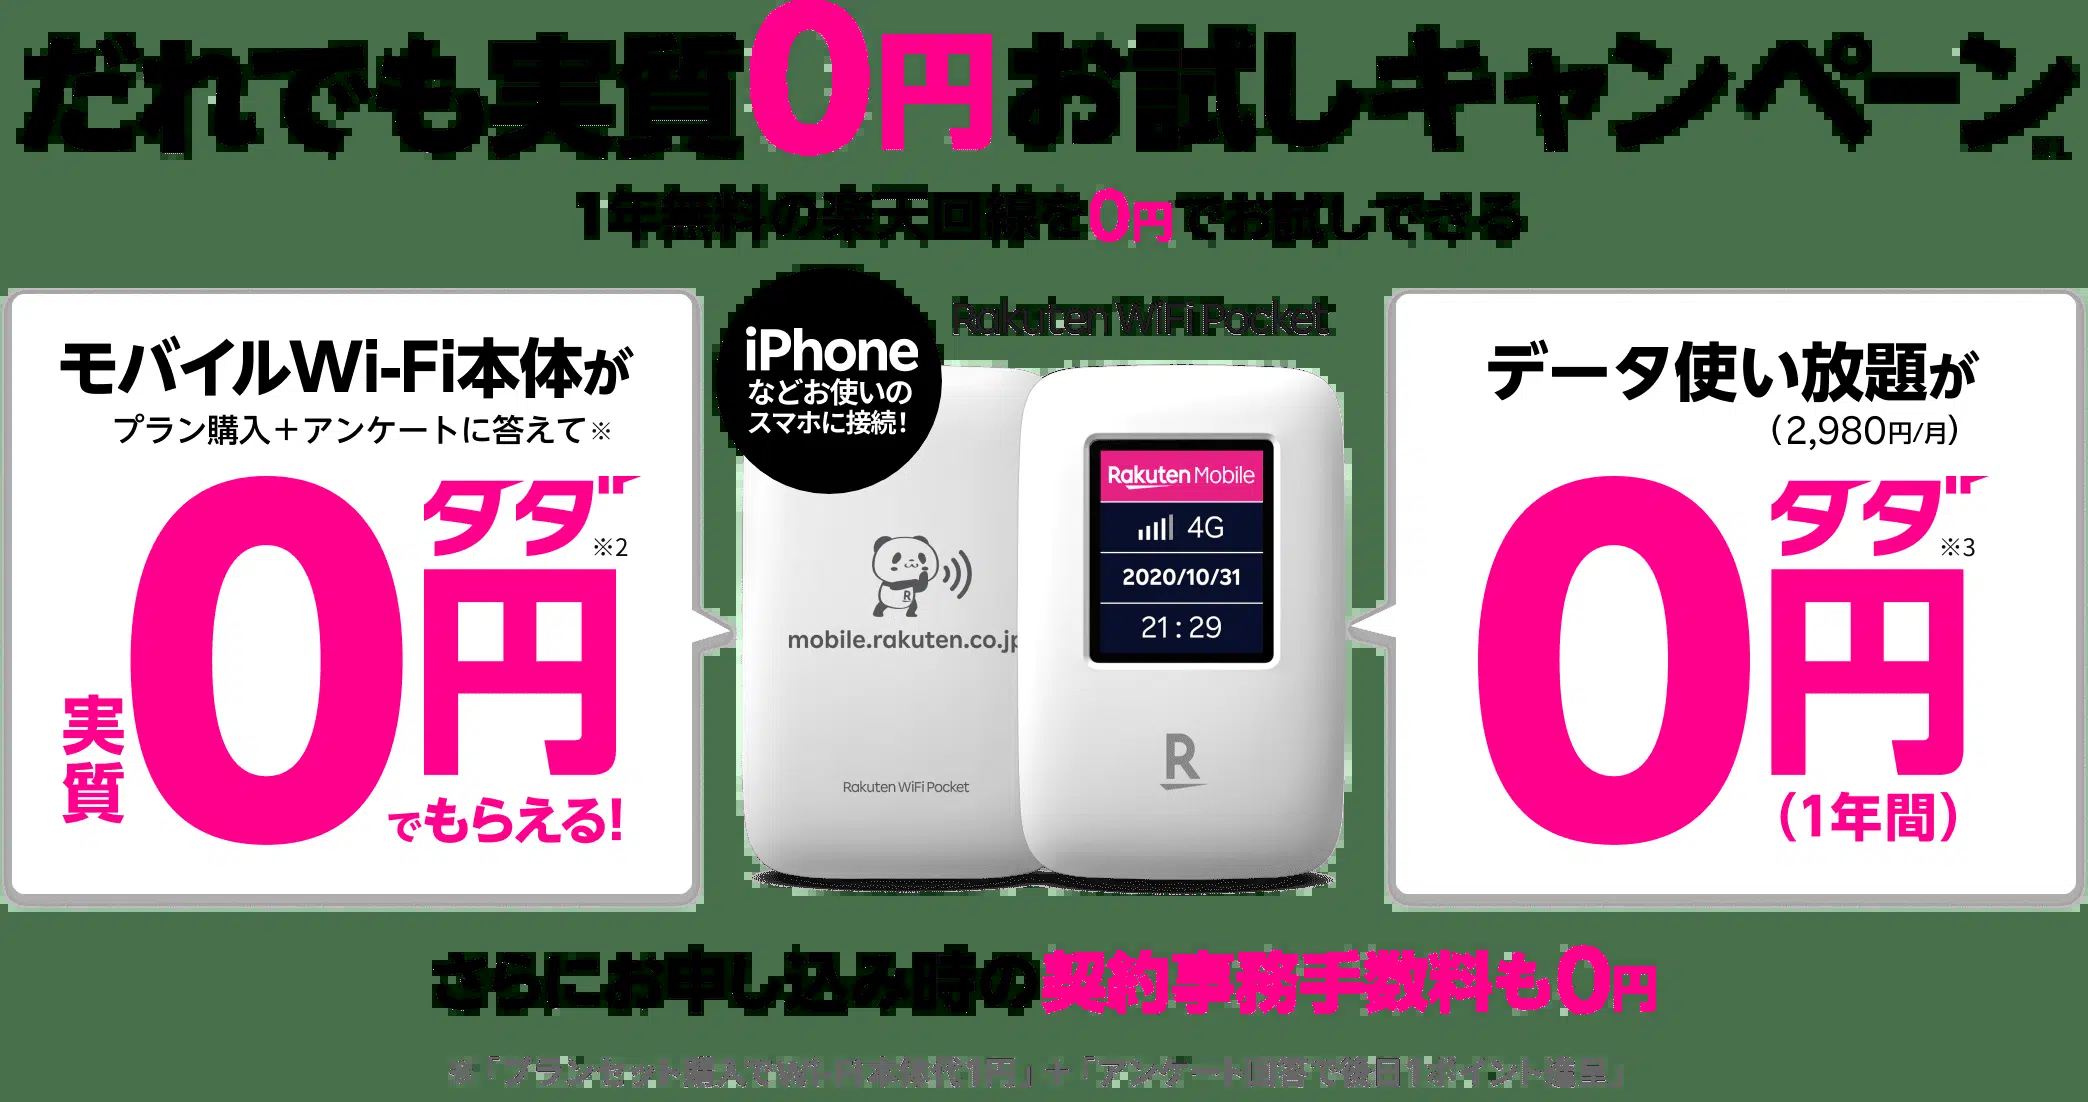 だれでも実質0円お試しキャンペーン
1年無料の楽天回線を0円でお試しできる
モバイルWi-Fi本体が
プラン購入＋アンケートに答えて※
タダ
実質0円※2
でもらえる!
iPhone
などお使いの
スマホに接続!
Rakuten WiFi Pocket
mobile.rakuten.co.jp
Rakuten WiFi Pocket
Rakuten Mobile
4G
2020/10/31
21:29
R
データ使い放題が
(2,980円/月)
タダ
0円※3
(1年間)
さらにお申し込み時の契約事務手数料も0円
※「プランセット購入でWi-Fi本体代1円」＋「アンケート回答で後日1ポイント進呈」